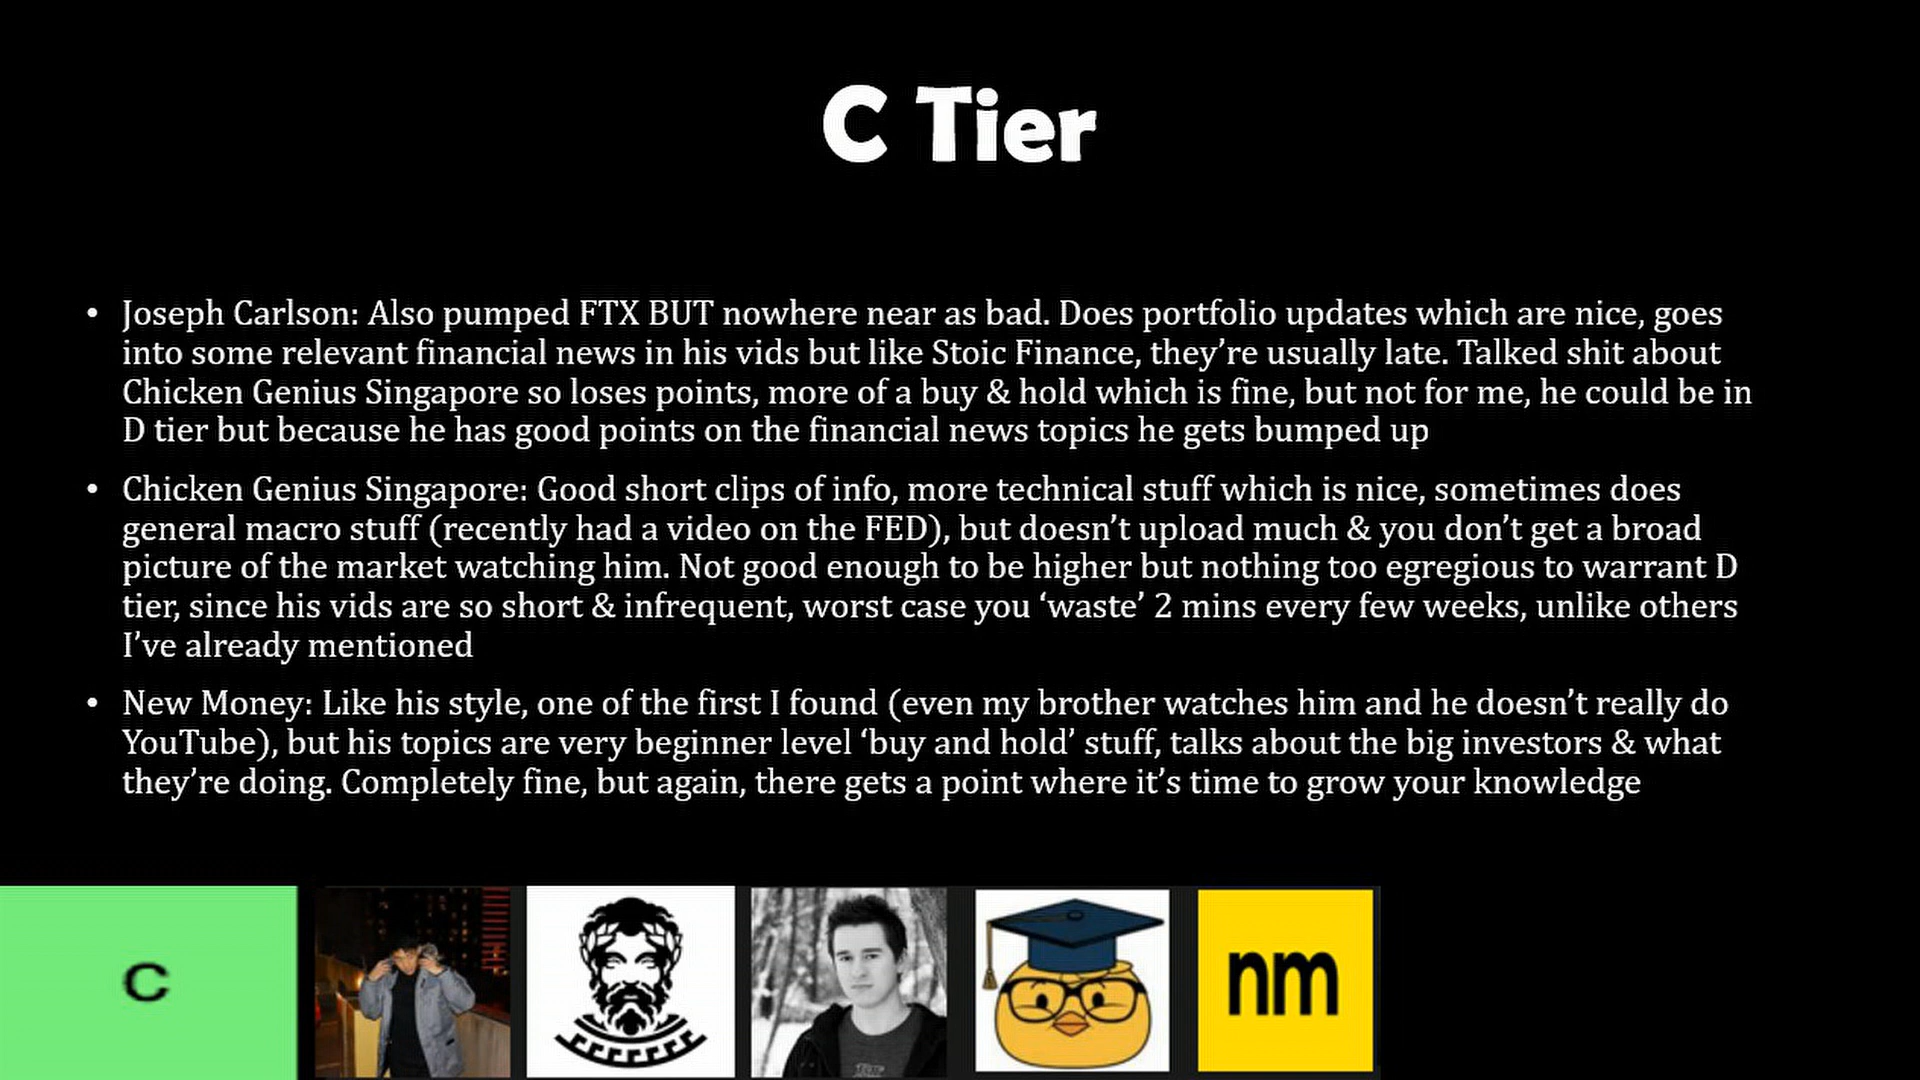 C Tier
• Joseph Carlson: Also pumped FTX BUT nowhere near as bad. Does portfolio updates which are nice, goes
into some relevant financial news in his vids but like Stoic Finance, they’re usually late. Talked shit about
Chicken Genius Singapore so loses points, more of a buy & hold which is fine, but not for me, he could be in
D tier but because he has good points on the financial news topics he gets bumped up
• Chicken Genius Singapore: Good short clips of info, more technical stuff which is nice, sometimes does
general macro stuff (recently had a video on the FED), but doesn’t upload much & you don’t get a broad
picture of the market watching him. Not good enough to be higher but nothing too egregious to warrant D
tier, since his vids are so short & infrequent, worst case you ‘waste’ 2 mins every few weeks, unlike others
I’ve already mentioned
• New Money: Like his style, one of the first I found (even my brother watches him and he doesn’t really do
YouTube), but his topics are very beginner level ‘buy and hold’ stuff, talks about the big investors & what
they’re doing. Completely fine, but again, there gets a point where it’s time to grow your knowledge
C
nm